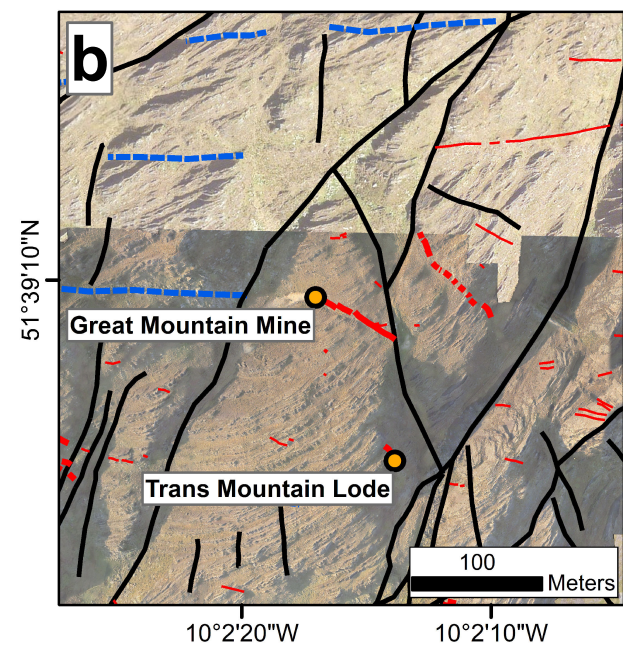 b
51°39'10"N
Great Mountain Mine
Trans Mountain Lode
100
Meters
10°2'20"W
10°2'10"W